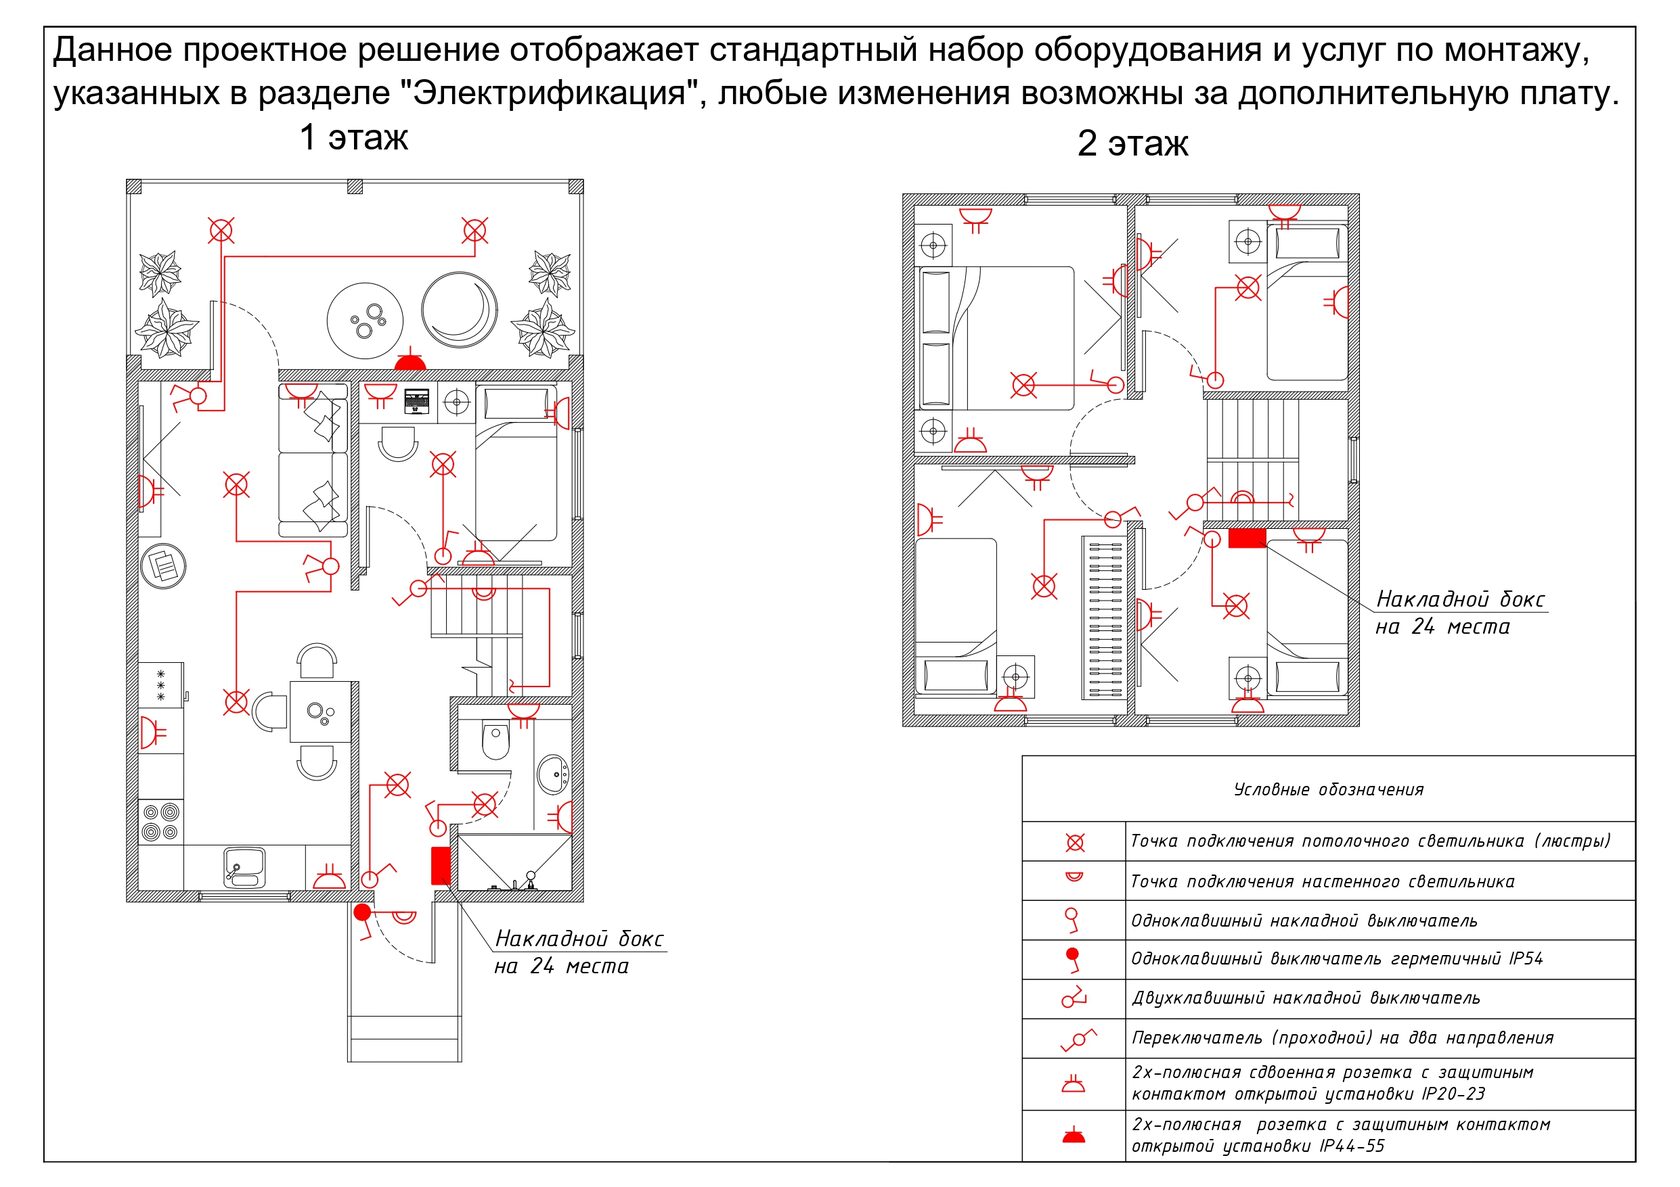 Данное проектное решение отображает стандартный набор оборудования и услуг по монтажу,
указанных в разделе "Электрификация", любые изменения возможны за дополнительную плату.
1 этаж
2 этаж
Накладной бокс
на 24 места
Накладной бокс
на 24 места
Условные обозначения
Точка подключения потолочного светильника (люстры)
Точка подключения настенного светильника
Одноклавишный накладной выключатель
Одноклавишный выключатель герметичный IP54
Двухклавишный накладной выключатель
Переключатель (проходной) на два направления
2х-полюсная сдвоенная розетка с защитиным
контактом открытой установки IP20-23
2х-полюсная розетка с защитиным контактом
открытой установки IP44-55